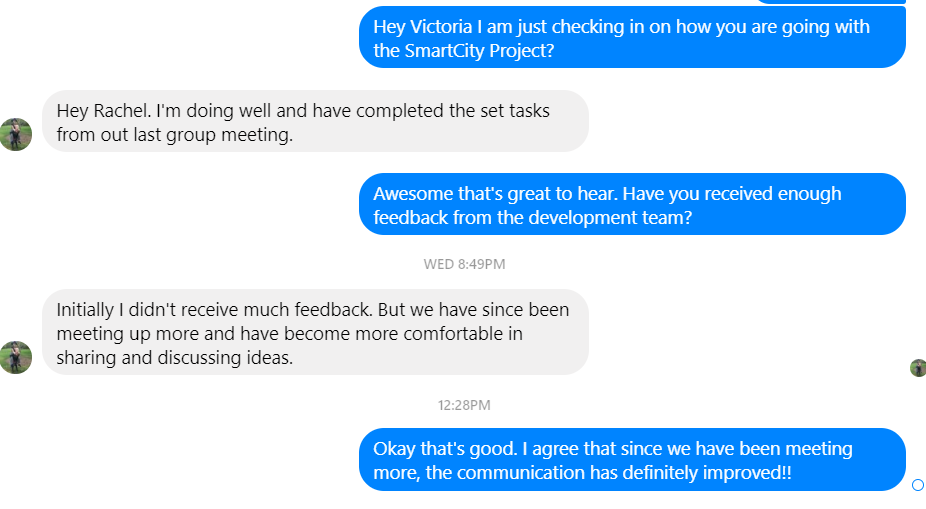 Hey Victoria I am just checking in on how you are going with
the SmartCity Project?
Hey Rachel. I'm doing well and have completed the set tasks
from out last group meeting.
Awesome that's great to hear. Have you received enough
feedback from the development team?
WED 8:49PM
Initially I didn't receive much feedback. But we have since been
meeting up more and have become more comfortable in
sharing and discussing ideas.
12:28PM
Okay that's good. I agree that since we have been meeting
more, the communication has definitely improved!!